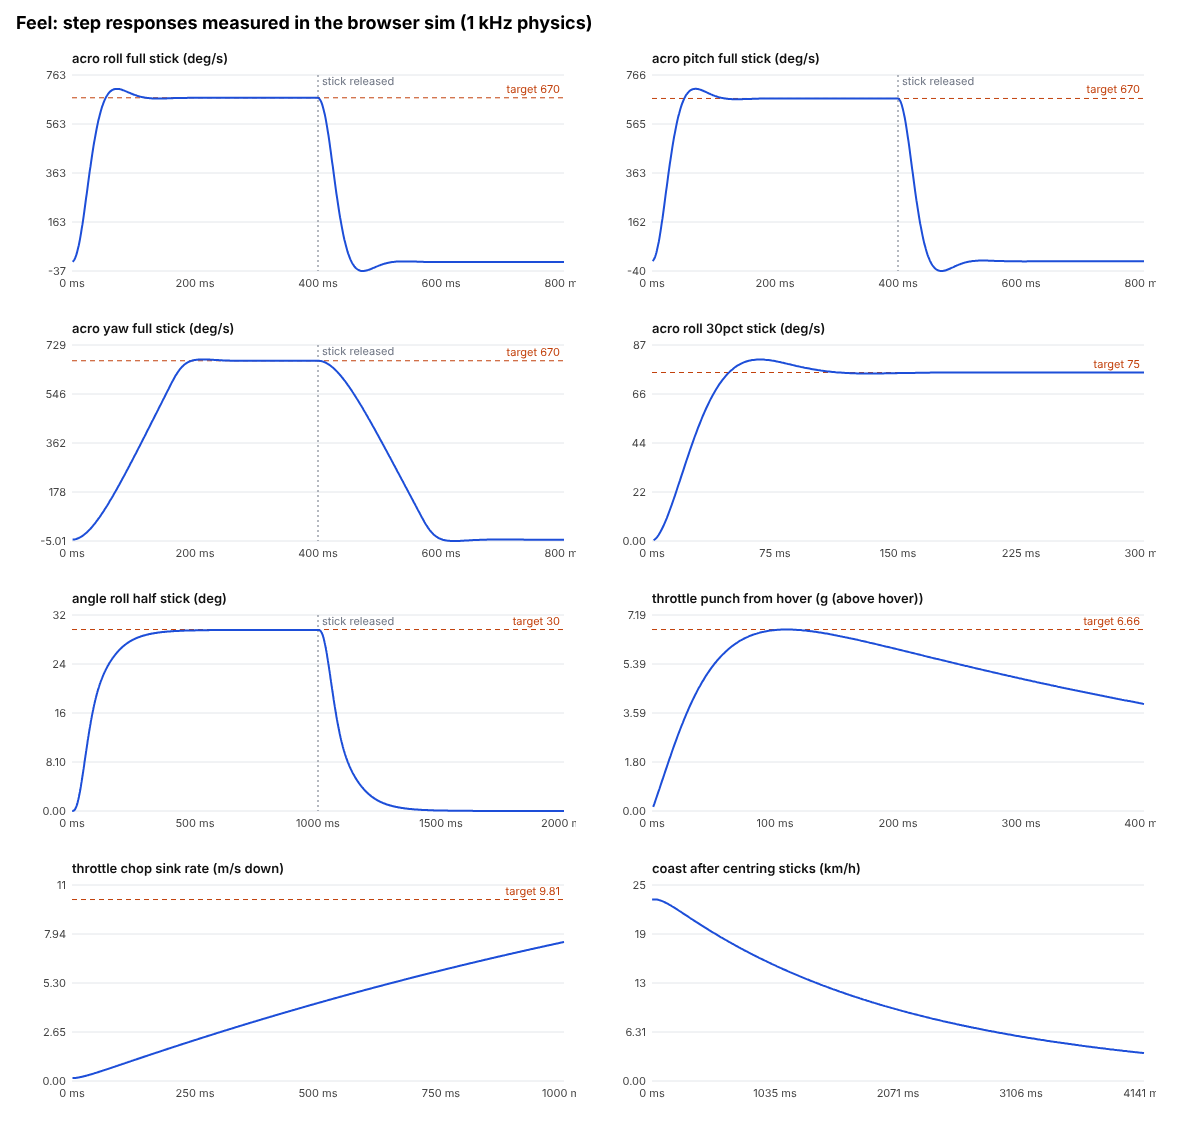 Feel: step responses measured in the browser sim (1 kHz physics)
acro roll full stick (deg/s)
763
563
363
163
-37
stick released
target 670
0 ms
200 ms
400 ms
600 ms
800 m
acro pitch full stick (deg/s)
766
565
363
162
-40
stick released
target 670
0 ms
200 ms
400 ms
600 ms
800 m
acro yaw full stick (deg/s)
729
546
362
178
-5.01
stick released
target 670
0 ms
200 ms
400 ms
600 ms
800 m
acro roll 30pct stick (deg/s)
87
66
44
22
0.00
target 75
0 ms
75 ms
150 ms
225 ms
300 m
angle roll half stick (deg)
32
24
16
8.10
0.00
stick released
target 30
0 ms
500 ms
1000 ms
1500 ms
2000 m
throttle punch from hover (g (above hover))
7.19
5.39
3.59
1.80
0.00
target 6.66
0 ms
100 ms
200 ms
300 ms
400 m
throttle chop sink rate (m/s down)
11
7.94
5.30
2.65
0.00
target 9.81
0 ms
250 ms
500 ms
750 ms
1000 m
coast after centring sticks (km/h)
25
19
13
6.31
0.00
0 ms
1035 ms
2071 ms
3106 ms
4141 m